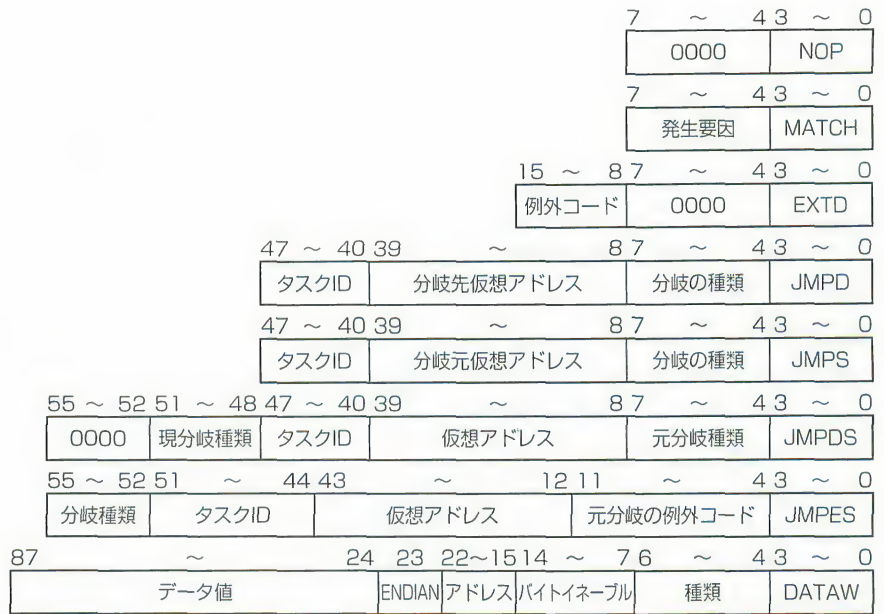 7 ～ 4 3 ～ 0
0000 NOP
7 ～ 4 3 ～ 0
発生要因 MATCH
15 ～ 8 7 ～ 4 3 ～ 0
例外コード 0000 EXTD
47 ～ 40 39 ～ 8 7 ～ 4 3 ～ 0
タスクID 分岐先仮想アドレス 分岐の種類 JMPD
47 ～ 40 39 ～ 8 7 ～ 4 3 ～ 0
タスクID 分岐元仮想アドレス 分岐の種類 JMPS
55 ～ 52 51 ～ 48 47 ～ 40 39 ～ 8 7 ～ 4 3 ～ 0
0000 現分岐種類 タスクID 仮想アドレス 元分岐種類 JMPDS
55 ～ 52 51 ～ 44 43 ～ 12 11 ～ 4 3 ～ 0
分岐種類 タスクID 仮想アドレス 元分岐の例外コード JMPES
87 ～ 24 23 22～15 14 ～ 7 6 ～ 4 3 ～ 0
データ値 ENDIAN アドレス バイトイネーブル 種類 DATAW